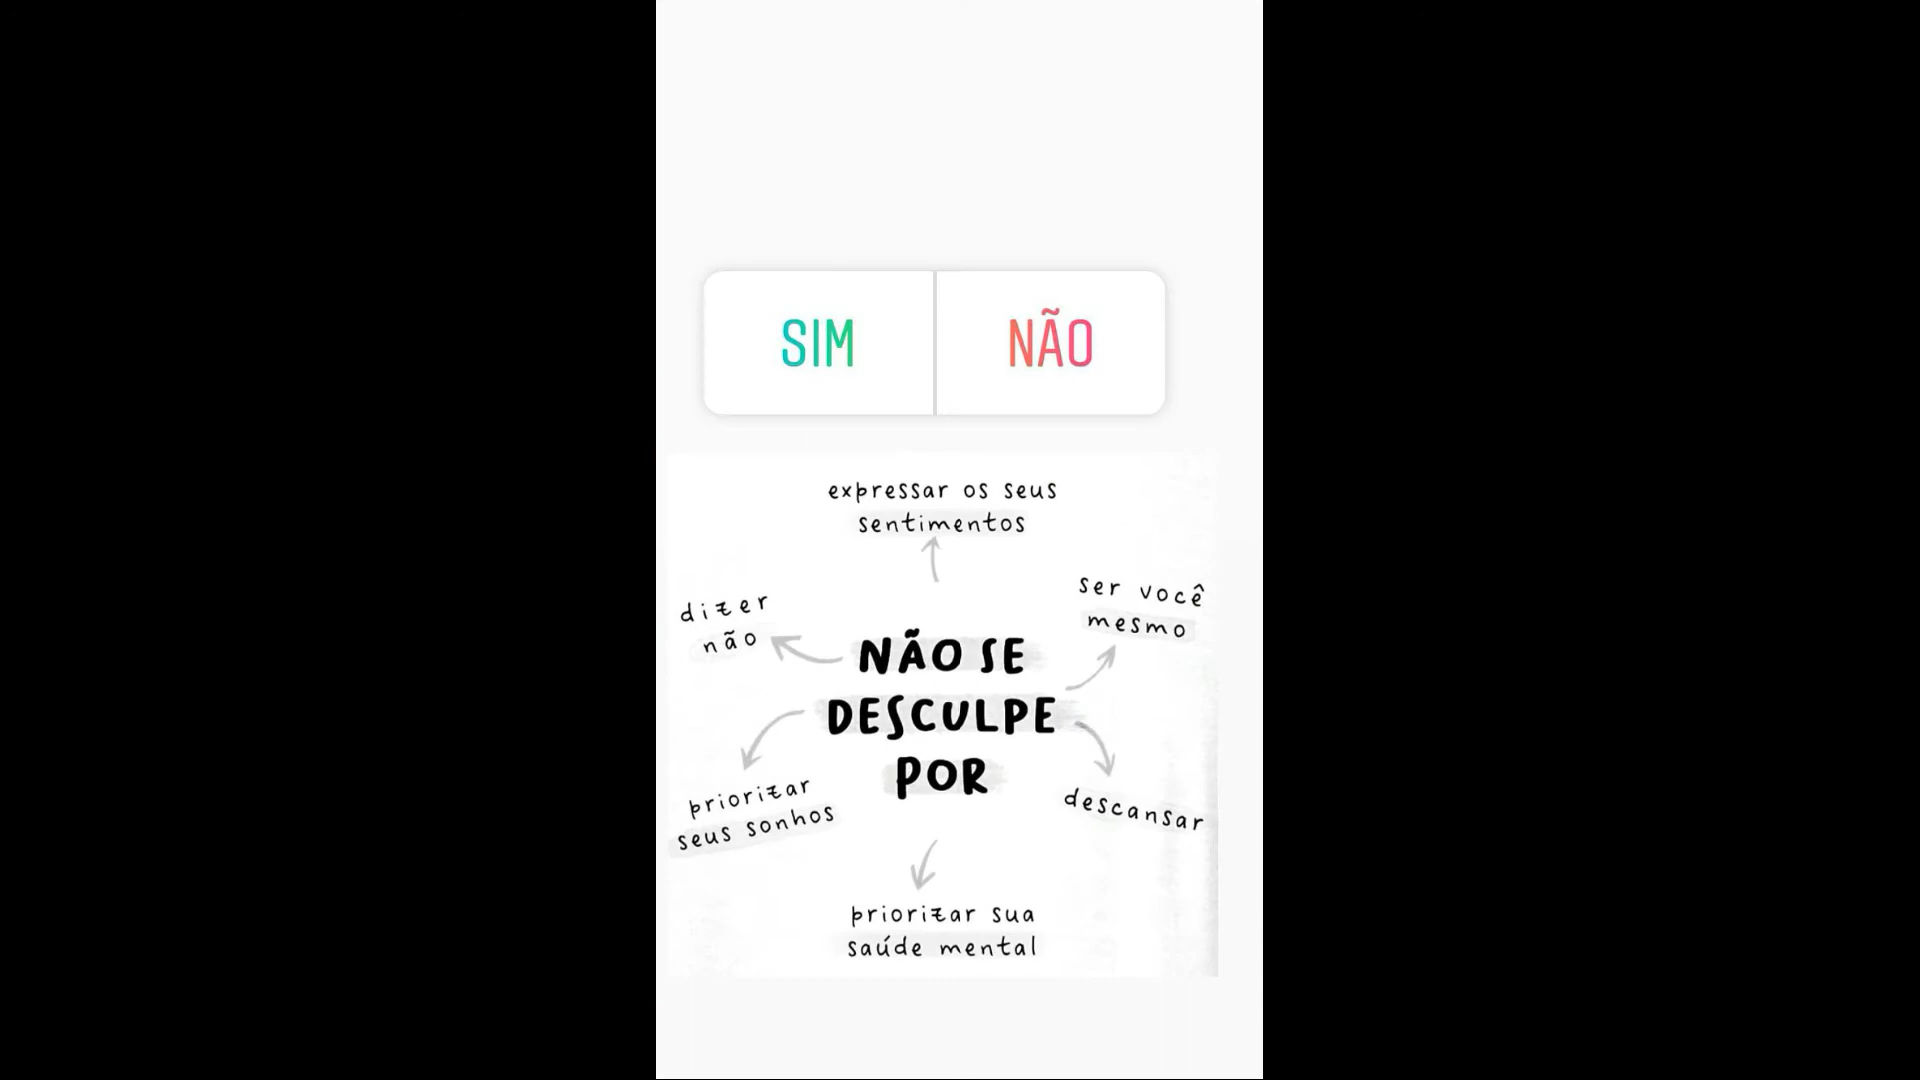 SIM
NÃO
expressar os seus
sentimentos
dizer
não
ser você
mesmo
NÃO SE
DESCULPE
POR
priorizar
seus sonhos
descansar
priorizar sua
saúde mental